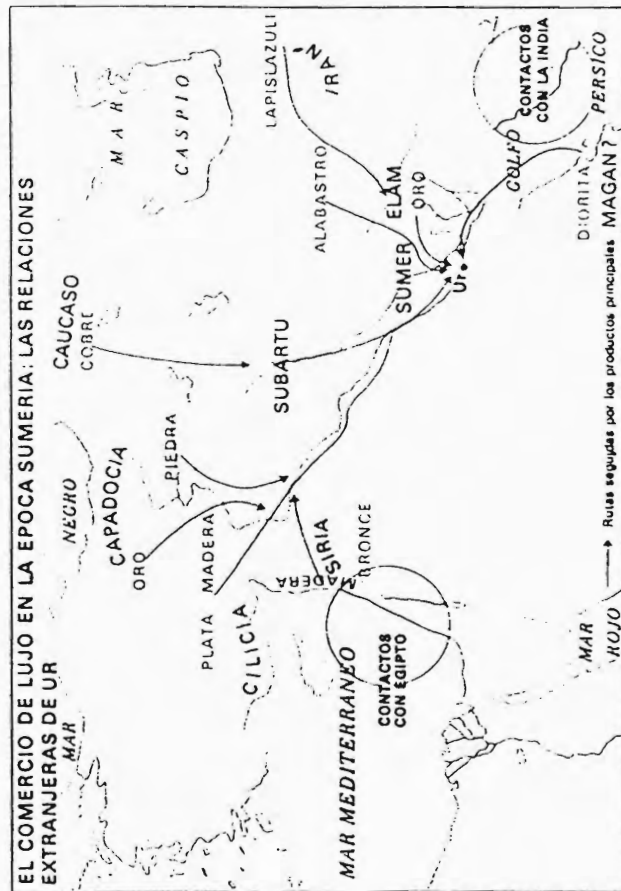 EL COMERCIO DE LUJO EN LA EPOCA SUMERIA: LAS RELACIONES
EXTRANJERAS DE UR
MAR
NEGRO
CAUCASO
COBRE
MAR
CASPIO
CAPADOCIA
ORO
PIEDRA
PLATA
MADERA
CILICIA
SUBARTU
LAPISLAZULI
IRAN
ALABASTRO
ELAM
ORO
SUMER
Ur
MADERA
SIRIA
BRONCE
MAR MEDITERRANEO
CONTACTOS
CON EGIPTO
CONTACTOS
CON LA INDIA
GOLFO
PERSICO
DIORITA
MAGAN?
MAR
ROJO
Rutas seguidas por los productos principales